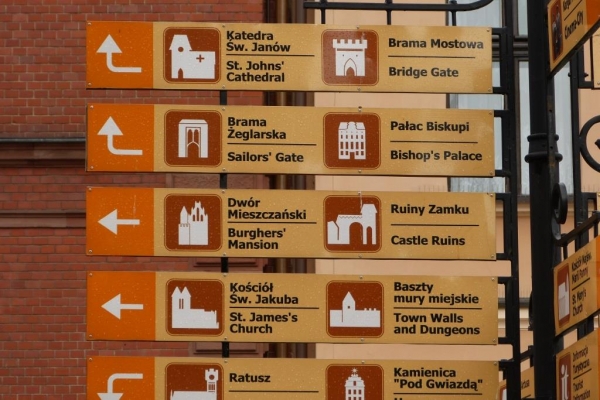 Katedra
Św. Janów
St. Johns'
Cathedral
Brama Mostowa
Bridge Gate
Brama
Żeglarska
Sailors' Gate
Pałac Biskupi
Bishop's Palace
Dwór
Mieszczański
Burghers'
Mansion
Ruiny Zamku
Castle Ruins
Kościół
Św. Jakuba
St. James's
Church
Baszty
mury miejskie
Town Walls
and Dungeons
Ratusz
Kamienica
"Pod Gwiazdą"
Church